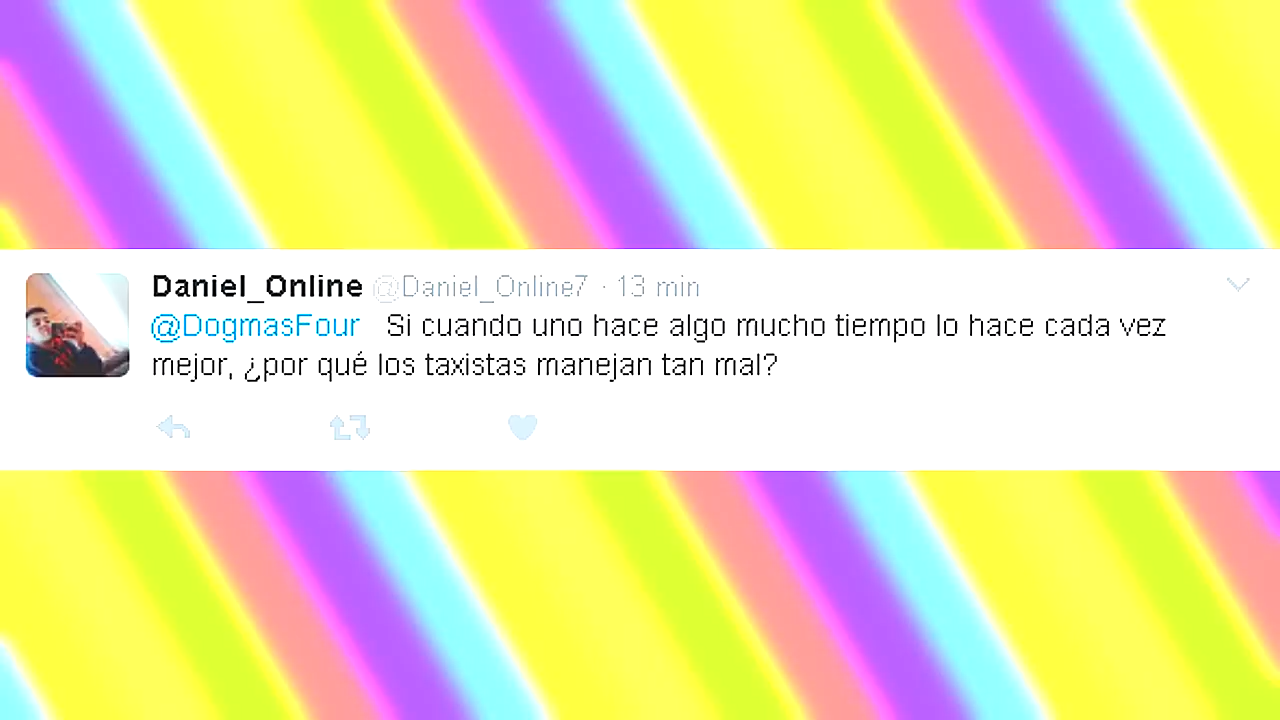 Daniel_Online @Daniel_Online7 · 13 min
@DogmasFour Si cuando uno hace algo mucho tiempo lo hace cada vez
mejor, ¿por qué los taxistas manejan tan mal?